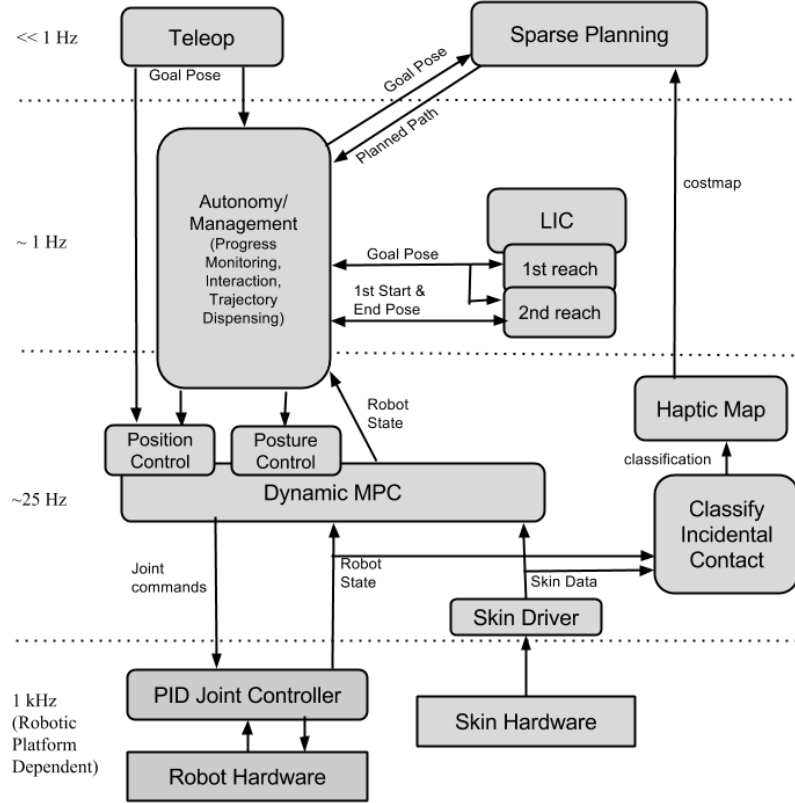 << 1 Hz
Teleop
Sparse Planning
Goal Pose
Goal Pose
Planned Path
~ 1 Hz
Autonomy/
Management
(Progress
Monitoring,
Interaction,
Trajectory
Dispensing)
costmap
LIC
Goal Pose
1st reach
1st Start &
End Pose
2nd reach
Robot
State
Haptic Map
Position
Control
Posture
Control
classification
~25 Hz
Dynamic MPC
Classify
Incidental
Contact
Joint
commands
Robot
State
Skin Data
Skin Driver
1 kHz
(Robotic
Platform
Dependent)
PID Joint Controller
Skin Hardware
Robot Hardware